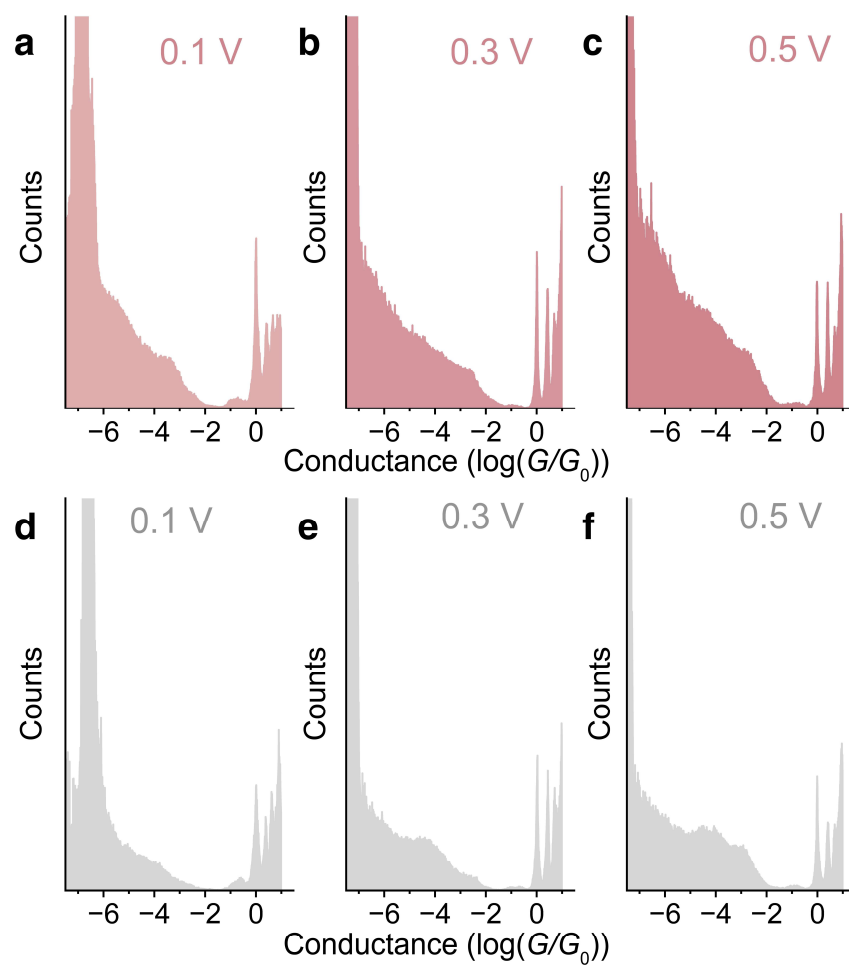 a 0.1 V b 0.3 V c 0.5 V
Counts Counts Counts
−6 −4 −2 0 −6 −4 −2 0 −6 −4 −2 0
Conductance (log(G/G0))
d 0.1 V e 0.3 V f 0.5 V
Counts Counts Counts
−6 −4 −2 0 −6 −4 −2 0 −6 −4 −2 0
Conductance (log(G/G0))